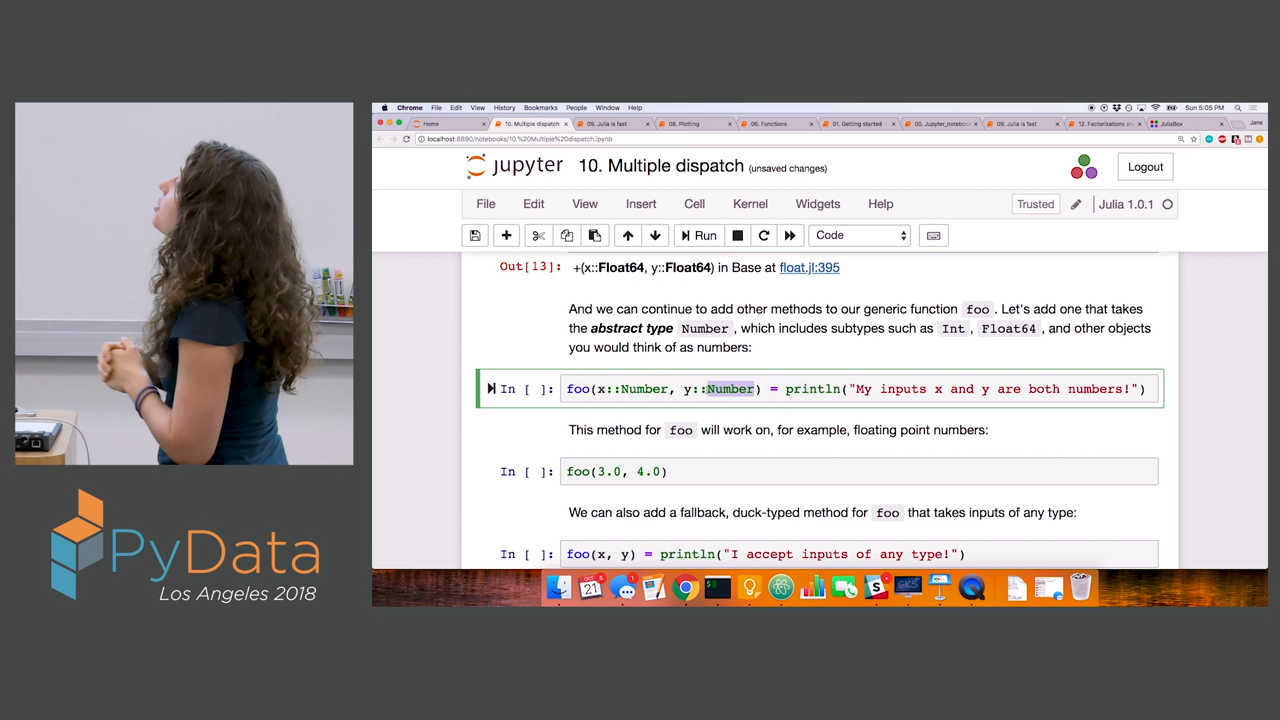 Chrome File Edit View History Bookmarks People Window Help Sun 5:05 PM
Home 10. Multiple dispatch 09. Julia is fast 08. Plotting 06. Functions 01. Getting started 00. Jupyter_notebook 09. Julia is fast 12. Factorizations an JuliaBox Jane
localhost:8890/notebooks/10.%20Multiple%20dispatch.ipynb
jupyter 10. Multiple dispatch (unsaved changes) Logout
File Edit View Insert Cell Kernel Widgets Help Trusted Julia 1.0.1
Run Code
Out[13]: +(x::Float64, y::Float64) in Base at float.jl:395
And we can continue to add other methods to our generic function foo . Let's add one that takes
the abstract type Number , which includes subtypes such as Int , Float64 , and other objects
you would think of as numbers:
In [ ]: foo(x::Number, y::Number) = println("My inputs x and y are both numbers!")
This method for foo will work on, for example, floating point numbers:
In [ ]: foo(3.0, 4.0)
We can also add a fallback, duck-typed method for foo that takes inputs of any type:
In [ ]: foo(x, y) = println("I accept inputs of any type!")
PyData
Los Angeles 2018